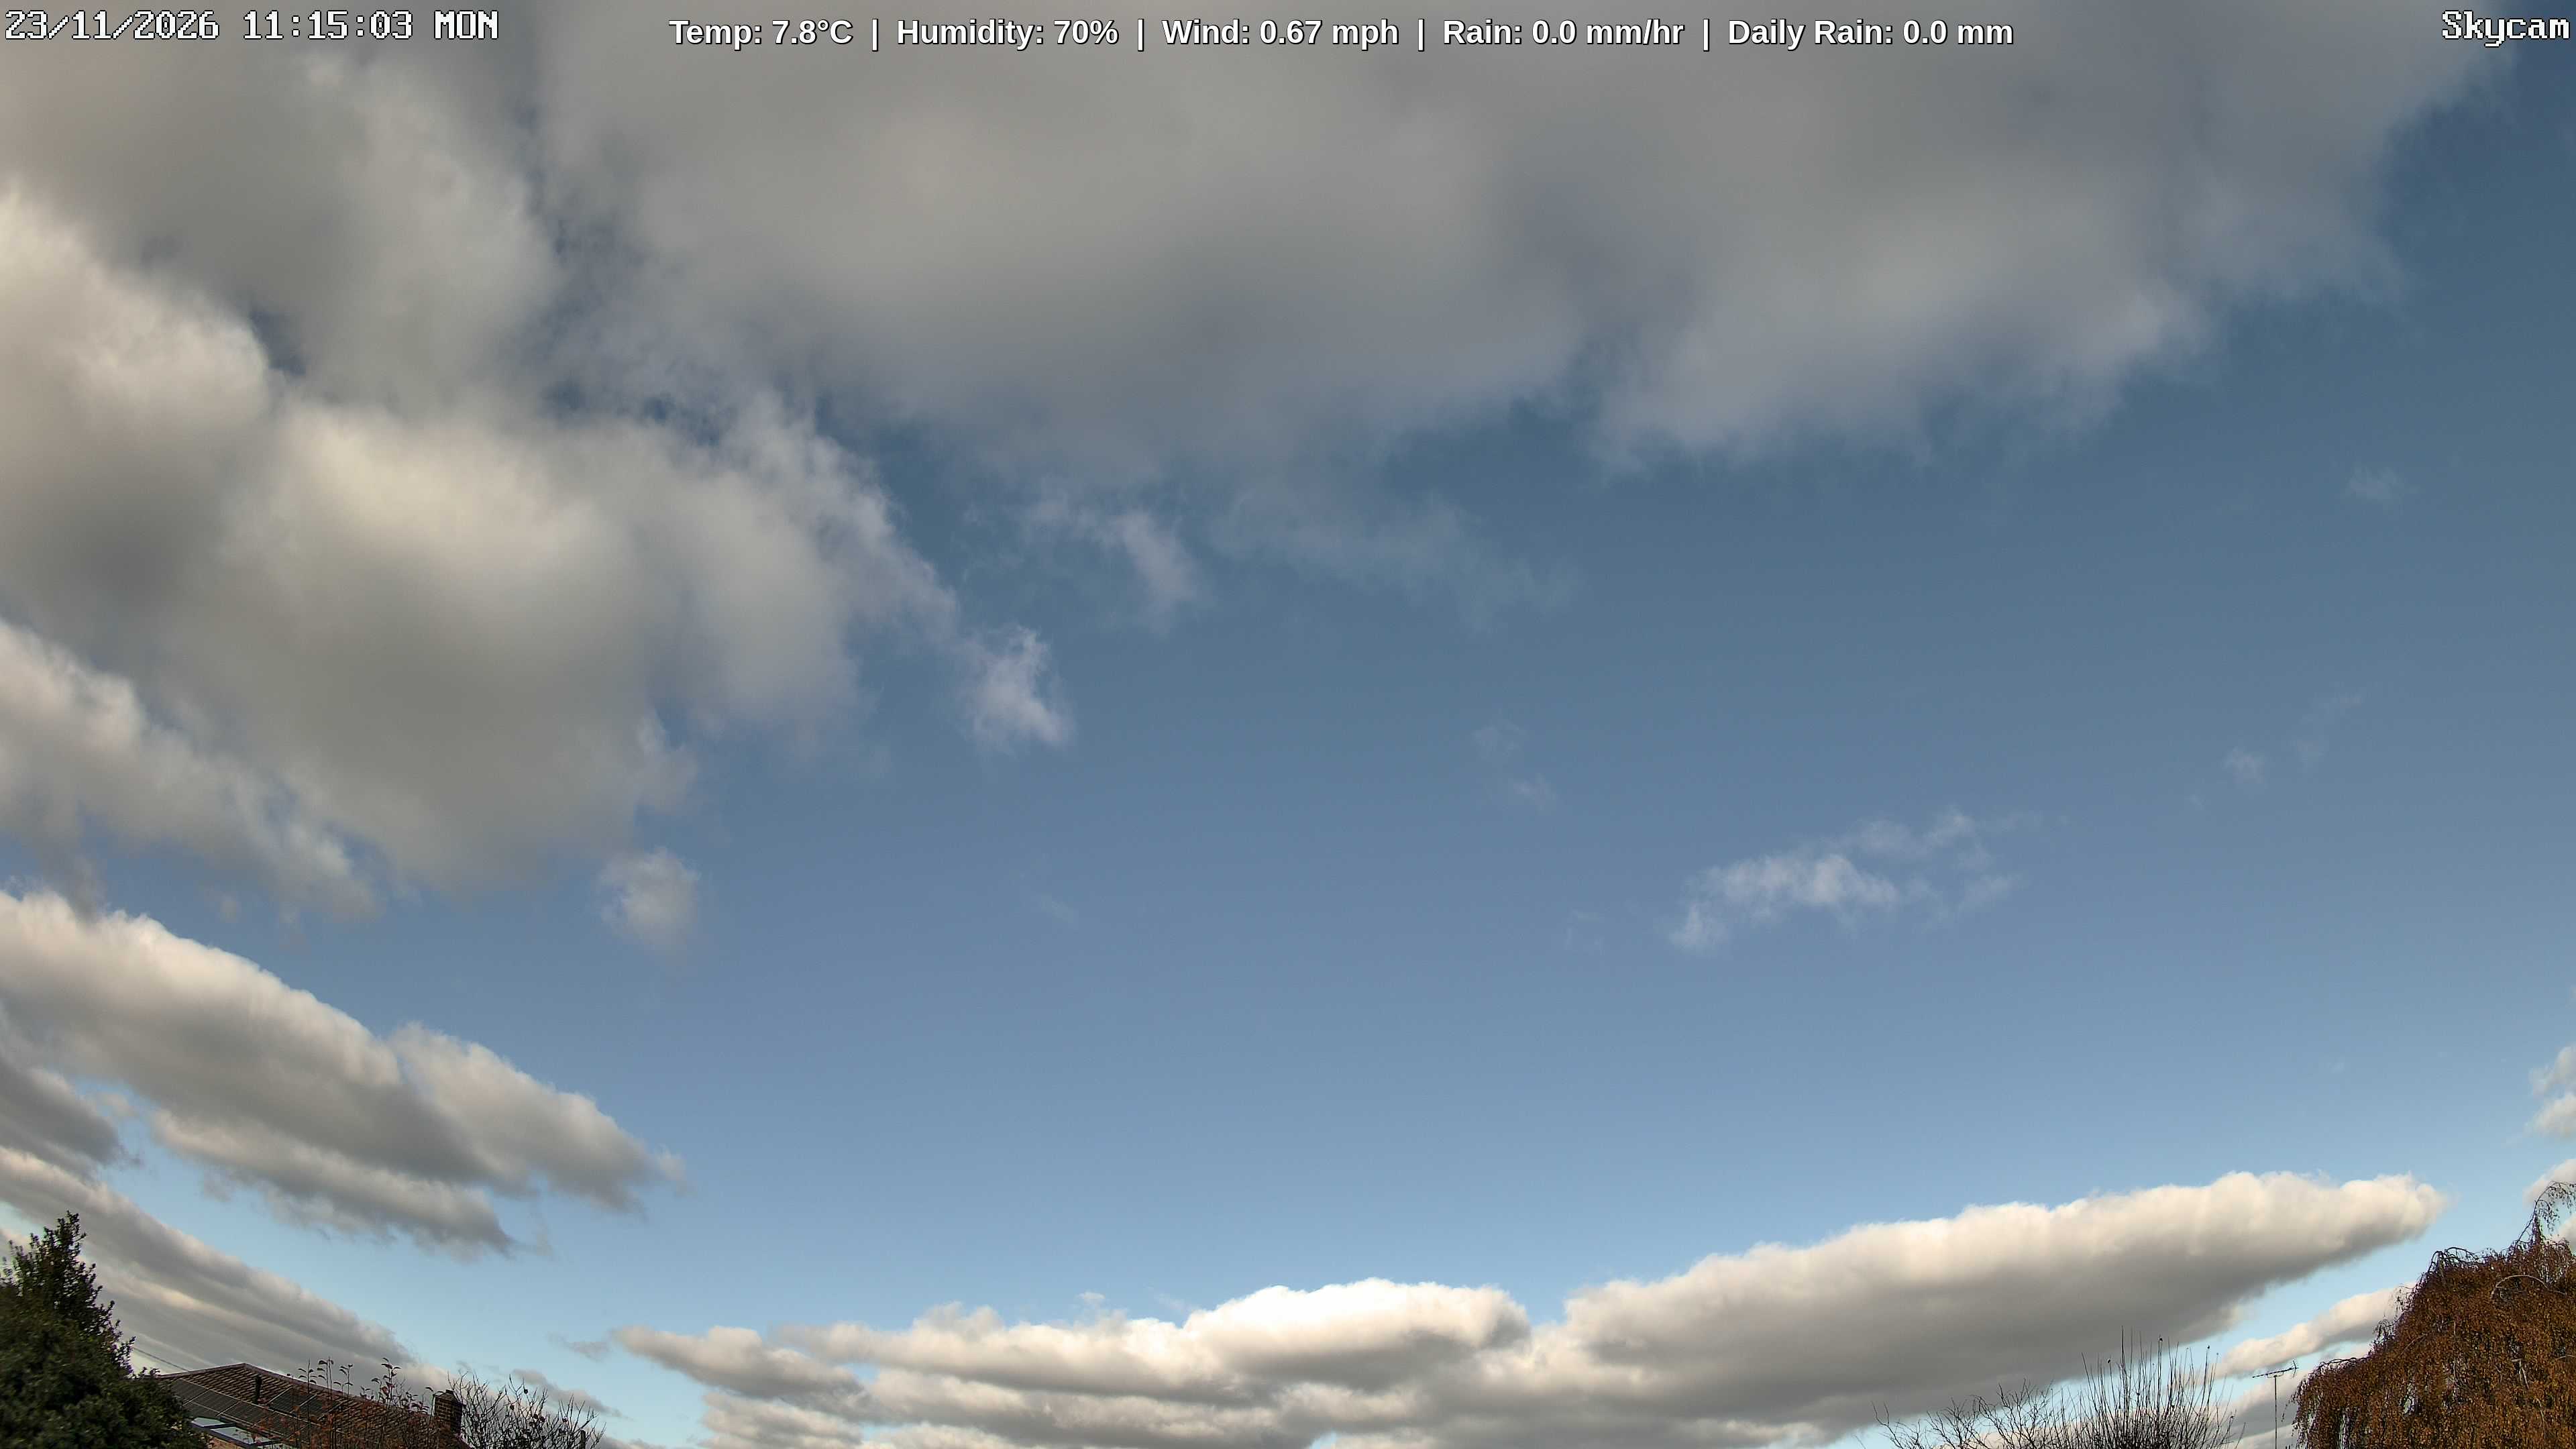 23/11/2026 11:15:03 MON
Temp: 7.8°C | Humidity: 70% | Wind: 0.67 mph | Rain: 0.0 mm/hr | Daily Rain: 0.0 mm
Skycam